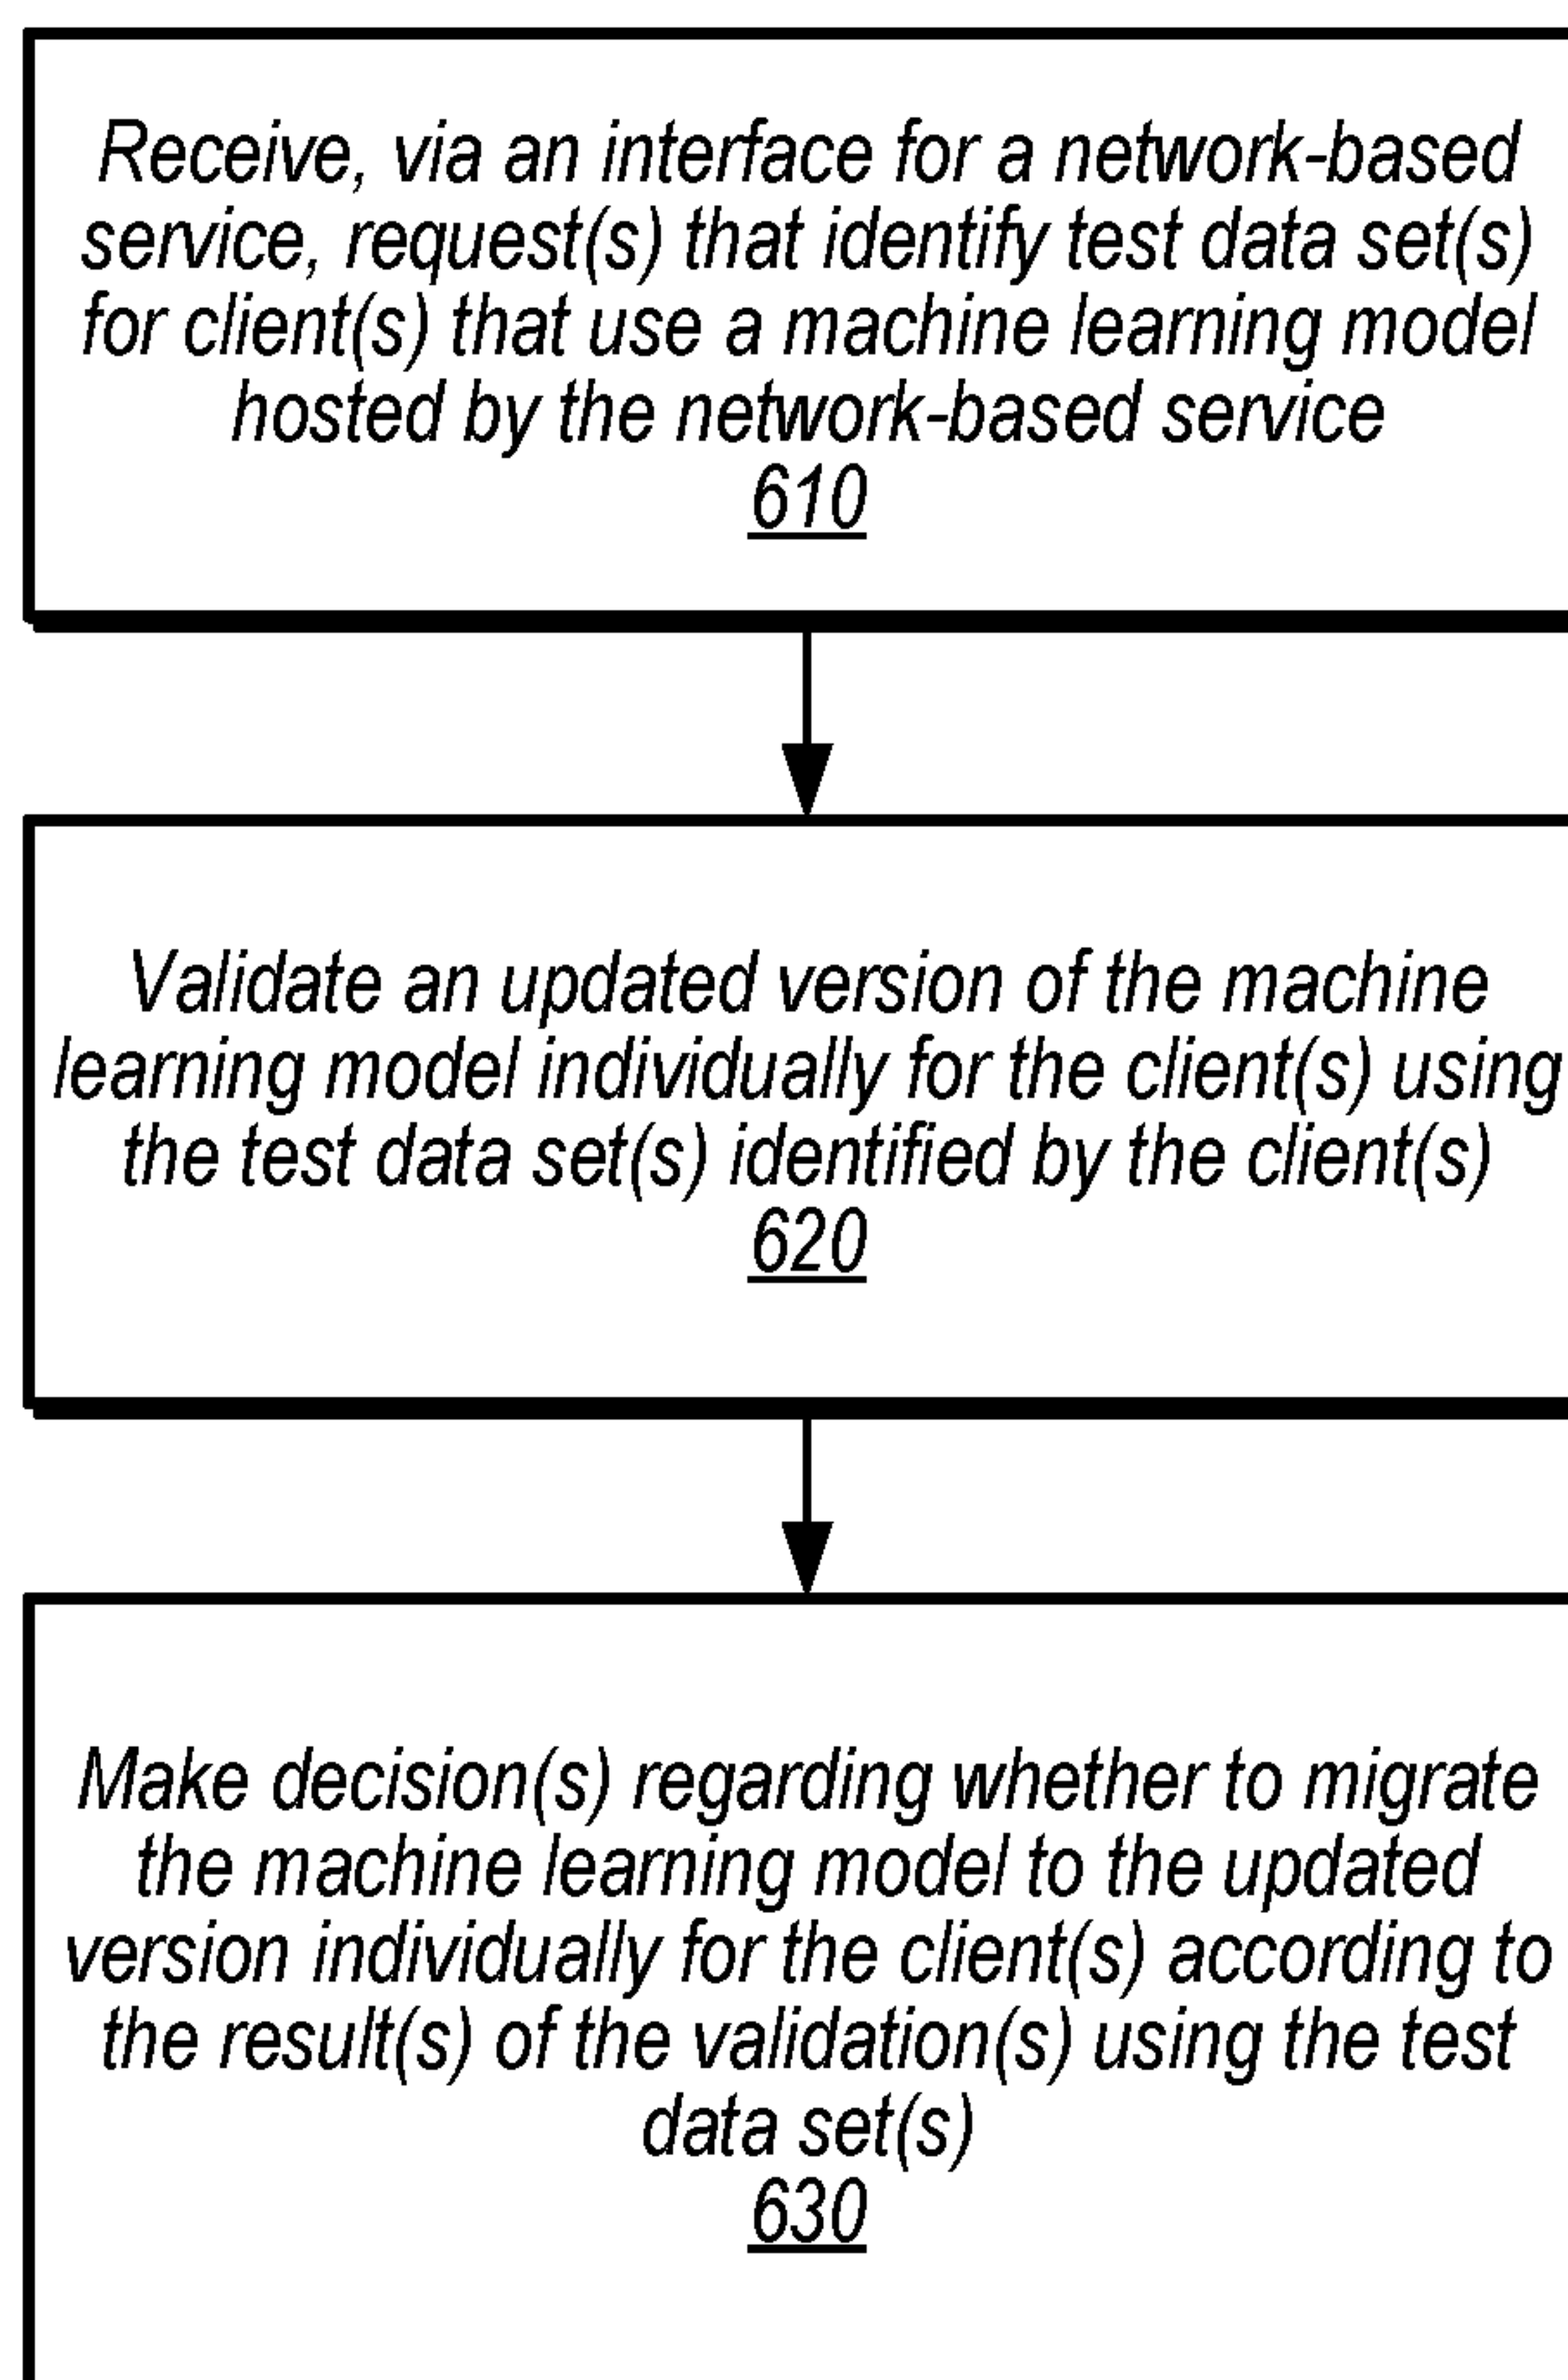 Receive, via an interface for a network-based
service, request(s) that identify test data set(s)
for client(s) that use a machine learning model
hosted by the network-based service
610
Validate an updated version of the machine
learning model individually for the client(s) using
the test data set(s) identified by the client(s)
620
Make decision(s) regarding whether to migrate
the machine learning model to the updated
version individually for the client(s) according to
the result(s) of the validation(s) using the test
data set(s)
630